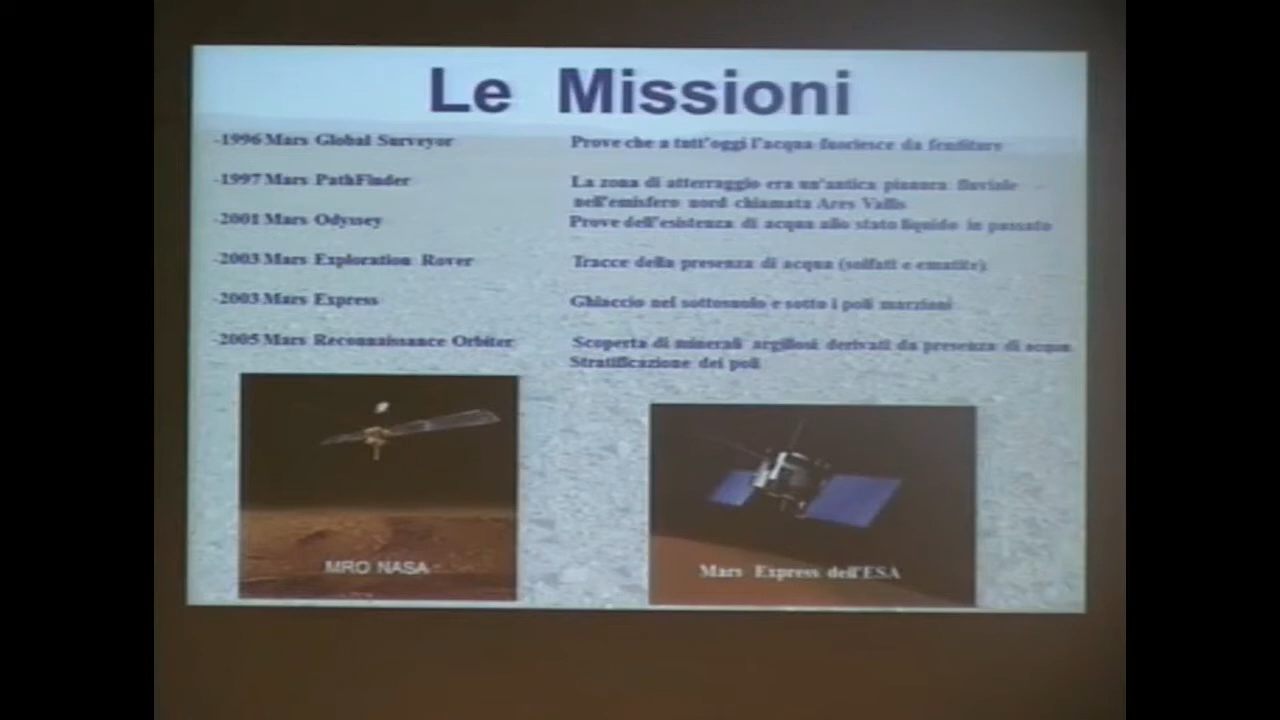 Le Missioni
-1996 Mars Global Surveyor Prove che a tutt'oggi l'acqua fuoriesce da fenditure
-1997 Mars PathFinder La zona di atterraggio era un'antica pianura fluviale
nell'emisfero nord chiamata Ares Vallis
-2001 Mars Odyssey Prove dell'esistenza di acqua allo stato liquido in passato
-2003 Mars Exploration Rover Tracce della presenza di acqua (solfati e ematite)
-2003 Mars Express Ghiaccio nel sottosuolo e sotto i poli marziani
-2005 Mars Reconnaissance Orbiter Scoperta di minerali argillosi derivati da presenza di acqua
Stratificazione dei poli
MRO NASA
Mars Express dell'ESA